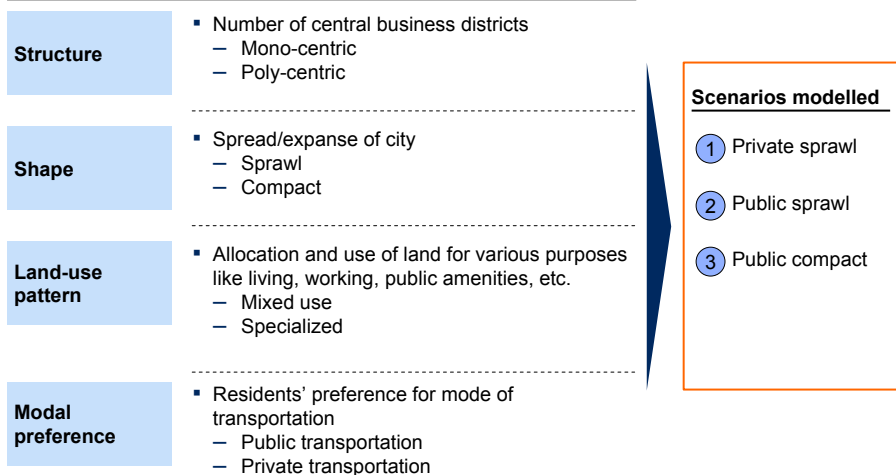 Structure
▪ Number of central business districts
– Mono-centric
– Poly-centric
Shape
▪ Spread/expanse of city
– Sprawl
– Compact
Land-use
pattern
▪ Allocation and use of land for various purposes
like living, working, public amenities, etc.
– Mixed use
– Specialized
Modal
preference
▪ Residents’ preference for mode of
transportation
– Public transportation
– Private transportation
Scenarios modelled
1 Private sprawl
2 Public sprawl
3 Public compact